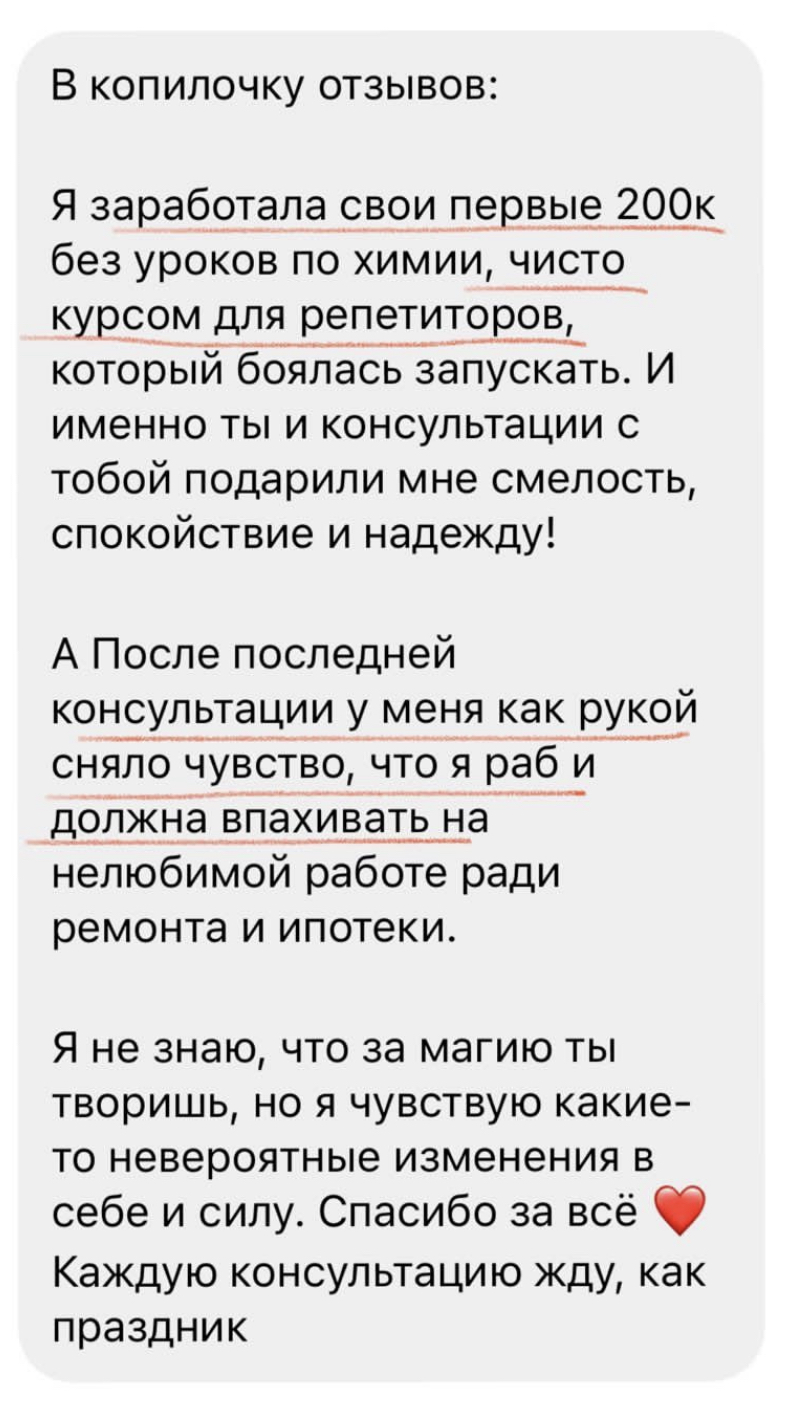 В копилочку отзывов:
Я заработала свои первые 200к
без уроков по химии, чисто
курсом для репетиторов,
который боялась запускать. И
именно ты и консультации с
тобой подарили мне смелость,
спокойствие и надежду!
А После последней
консультации у меня как рукой
сняло чувство, что я раб и
должна впахивать на
нелюбимой работе ради
ремонта и ипотеки.
Я не знаю, что за магию ты
творишь, но я чувствую какие-
то невероятные изменения в
себе и силу. Спасибо за всё ❤️
Каждую консультацию жду, как
праздник